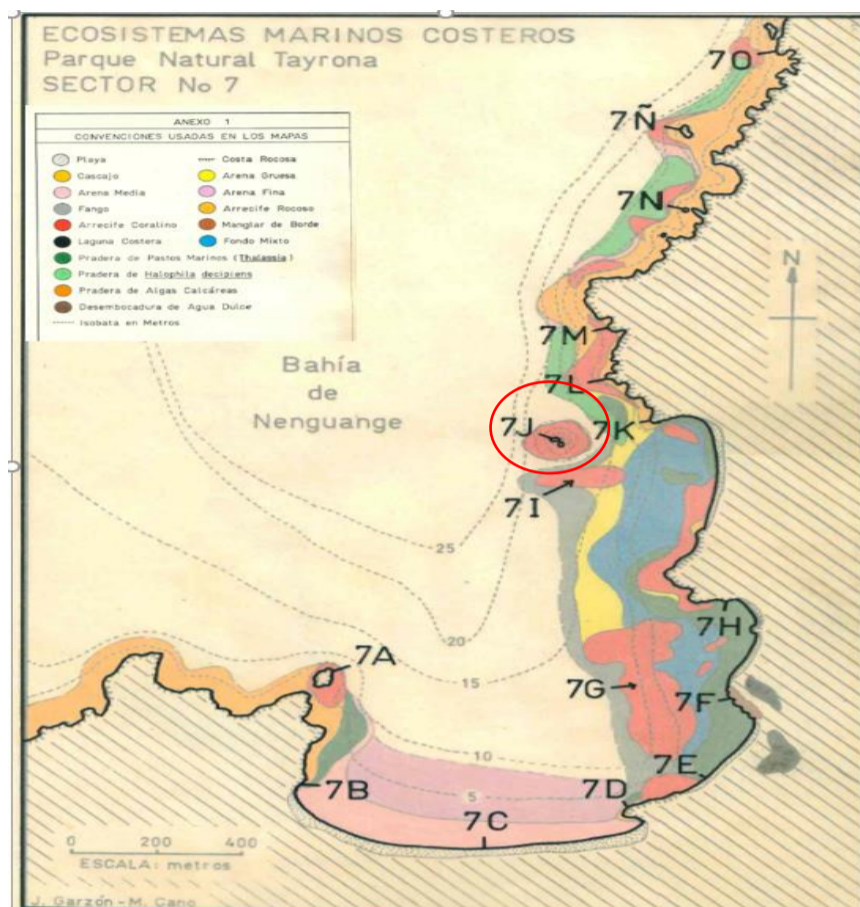 ECOSISTEMAS MARINOS COSTEROS
Parque Natural Tayrona
SECTOR No 7
ANEXO 1
CONVENCIONES USADAS EN LOS MAPAS
Playa
Costa Rocosa
Cascajo
Arena Gruesa
Arena Media
Arena Fina
Fango
Arrecife Rocoso
Arrecife Coralino
Manglar de Borde
Laguna Costera
Fondo Mixto
Pradera de Pastos Marinos (Thalassia)
Pradera de Halophila decipiens
Pradera de Algas Calcáreas
Desembocadura de Agua Dulce
Isobata en Metros
7O
7Ñ
7N
N
7M
Bahía
de
Nenguange
7L
7J
7K
7I
25
20
7H
7A
15
7G
7F
10
7E
7B
5
7D
7C
0 200 400
ESCALA: metros
J. Garzón - M. Cano